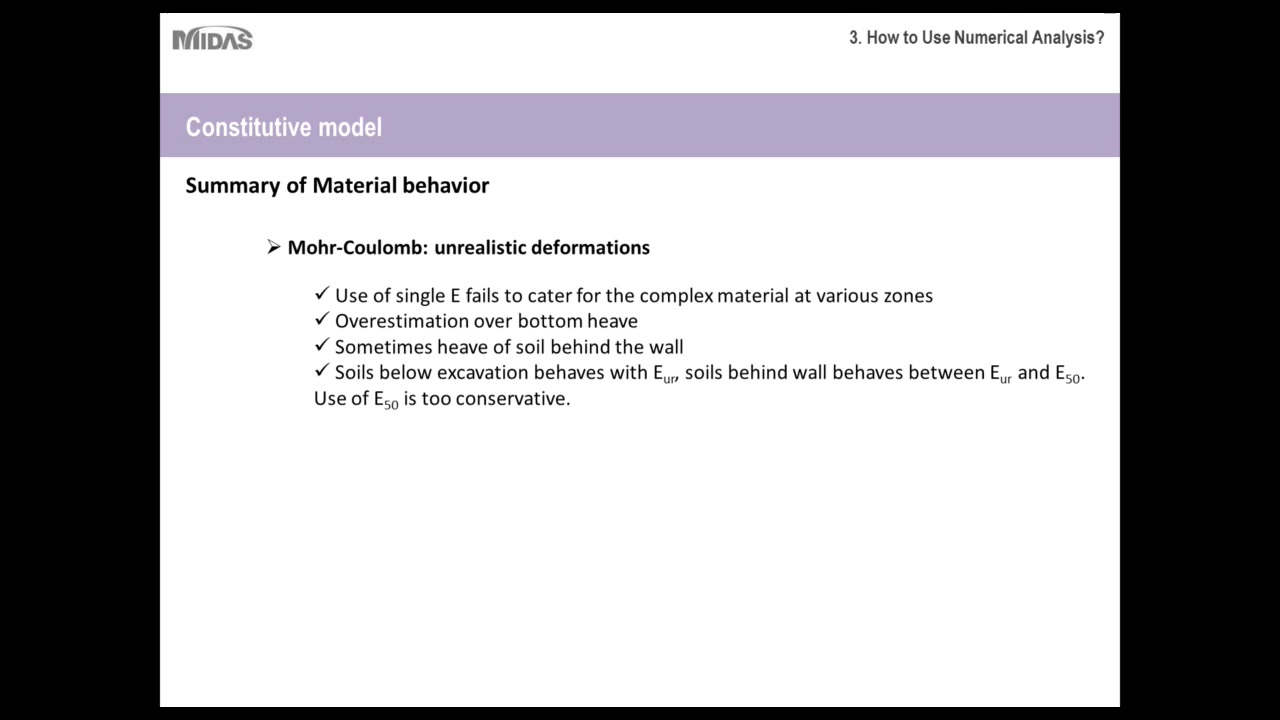 MIDAS
3. How to Use Numerical Analysis?
Constitutive model
Summary of Material behavior
➢ Mohr-Coulomb: unrealistic deformations
✓ Use of single E fails to cater for the complex material at various zones
✓ Overestimation over bottom heave
✓ Sometimes heave of soil behind the wall
✓ Soils below excavation behaves with Eur, soils behind wall behaves between Eur and E50.
Use of E50 is too conservative.